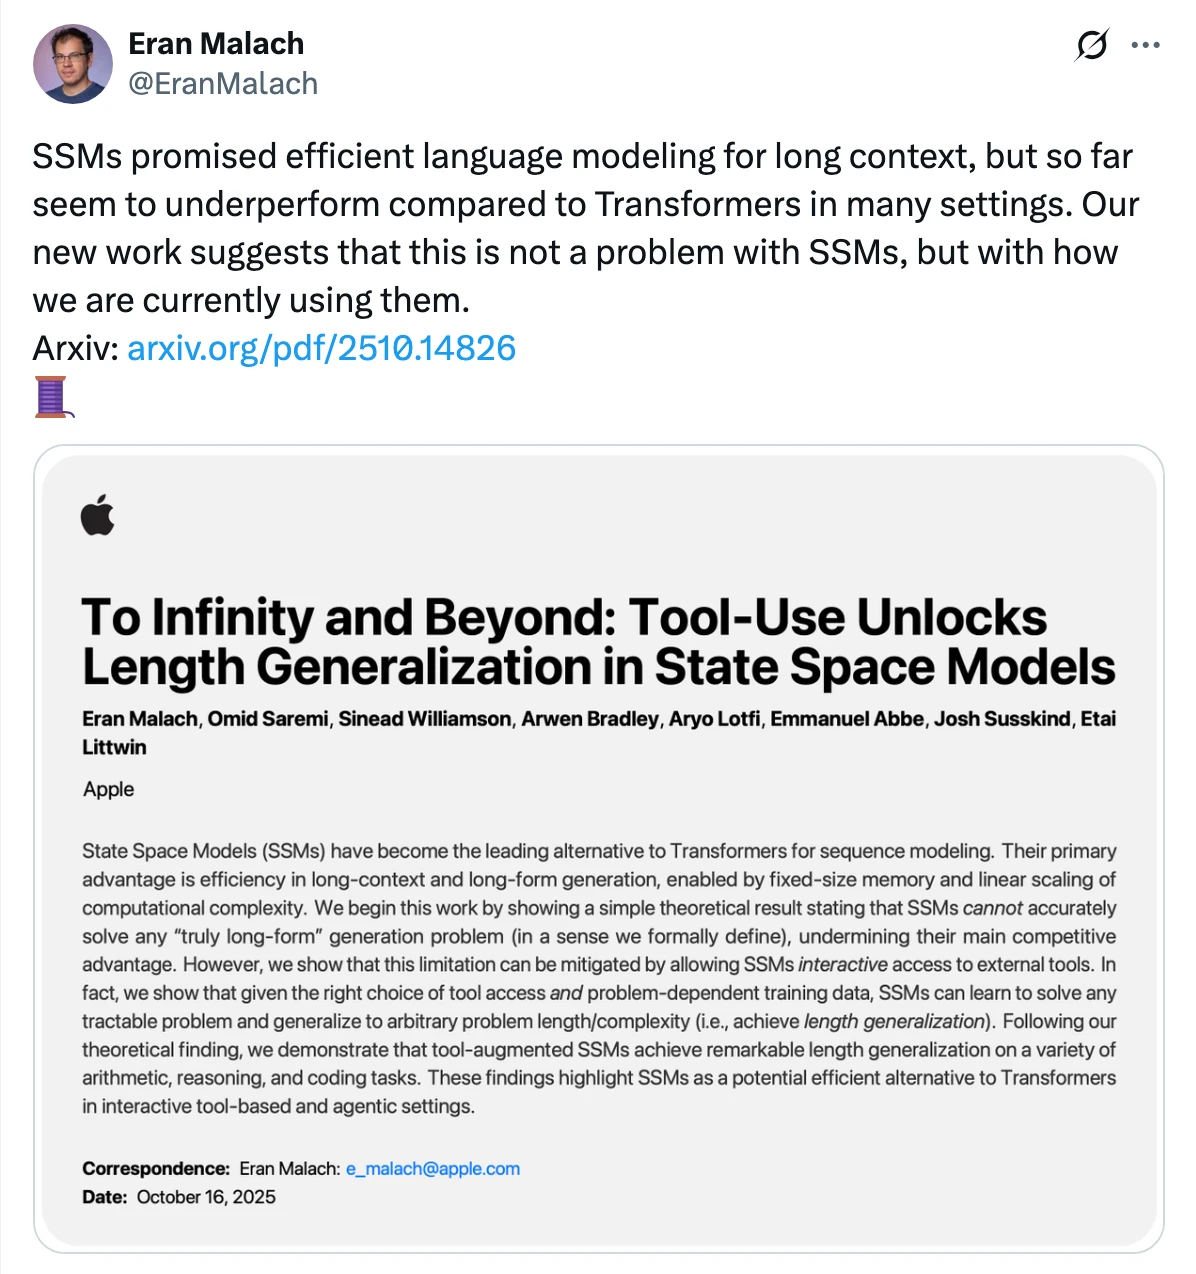 Eran Malach
@EranMalach
SSMs promised efficient language modeling for long context, but so far
seem to underperform compared to Transformers in many settings. Our
new work suggests that this is not a problem with SSMs, but with how
we are currently using them.
Arxiv: arxiv.org/pdf/2510.14826
To Infinity and Beyond: Tool-Use Unlocks
Length Generalization in State Space Models
Eran Malach, Omid Saremi, Sinead Williamson, Arwen Bradley, Aryo Lotfi, Emmanuel Abbe, Josh Susskind, Etai
Littwin
Apple
State Space Models (SSMs) have become the leading alternative to Transformers for sequence modeling. Their primary
advantage is efficiency in long-context and long-form generation, enabled by fixed-size memory and linear scaling of
computational complexity. We begin this work by showing a simple theoretical result stating that SSMs cannot accurately
solve any “truly long-form” generation problem (in a sense we formally define), undermining their main competitive
advantage. However, we show that this limitation can be mitigated by allowing SSMs interactive access to external tools. In
fact, we show that given the right choice of tool access and problem-dependent training data, SSMs can learn to solve any
tractable problem and generalize to arbitrary problem length/complexity (i.e., achieve length generalization). Following our
theoretical finding, we demonstrate that tool-augmented SSMs achieve remarkable length generalization on a variety of
arithmetic, reasoning, and coding tasks. These findings highlight SSMs as a potential efficient alternative to Transformers
in interactive tool-based and agentic settings.
Correspondence: Eran Malach: e_malach@apple.com
Date: October 16, 2025